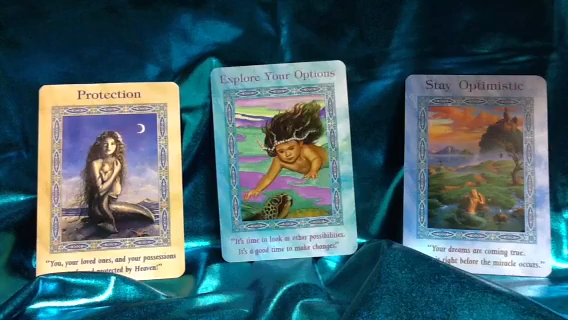 Protection
"You, your loved ones, and your possessions
protected by Heaven!"
Explore Your Options
"It's time to look at other possibilities.
It's a good time to make changes."
Stay Optimistic
"Your dreams are coming true.
right before the miracle occurs."